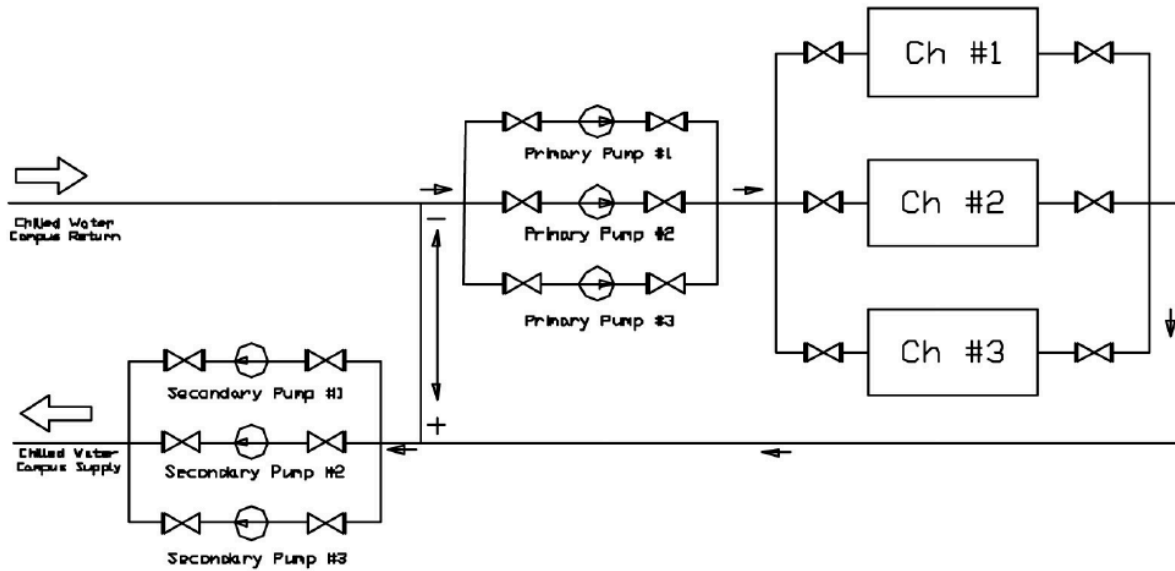 Ch #1
Primary Pump #1
Chilled Water
Campus Return
−
Primary Pump #2
Ch #2
Primary Pump #3
Ch #3
Secondary Pump #1
+
Chilled Water
Campus Supply
Secondary Pump #2
Secondary Pump #3